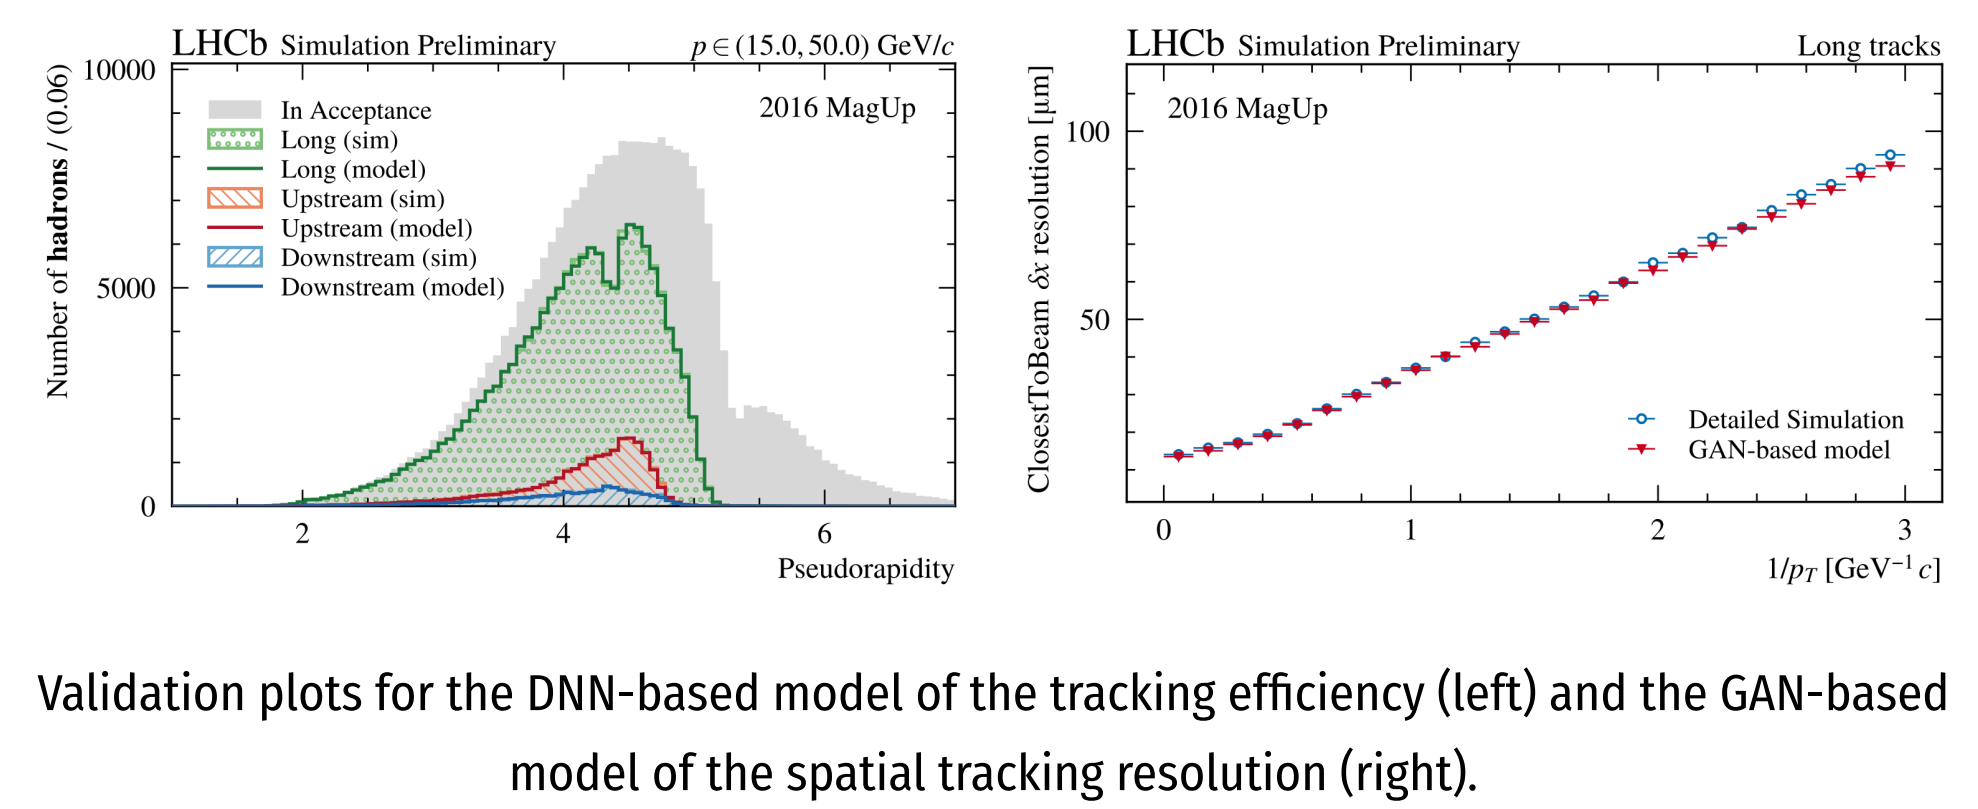 LHCb Simulation Preliminary p ∈ (15.0, 50.0) GeV/c
10000
2016 MagUp
In Acceptance
Long (sim)
Long (model)
Upstream (sim)
Upstream (model)
Downstream (sim)
Downstream (model)
5000
0
Number of hadrons / (0.06)
2 4 6
Pseudorapidity
LHCb Simulation Preliminary Long tracks
2016 MagUp
100
50
ClosestToBeam δx resolution [μm]
Detailed Simulation
GAN-based model
0 1 2 3
1/pT [GeV⁻¹ c]
Validation plots for the DNN-based model of the tracking efficiency (left) and the GAN-based
model of the spatial tracking resolution (right).